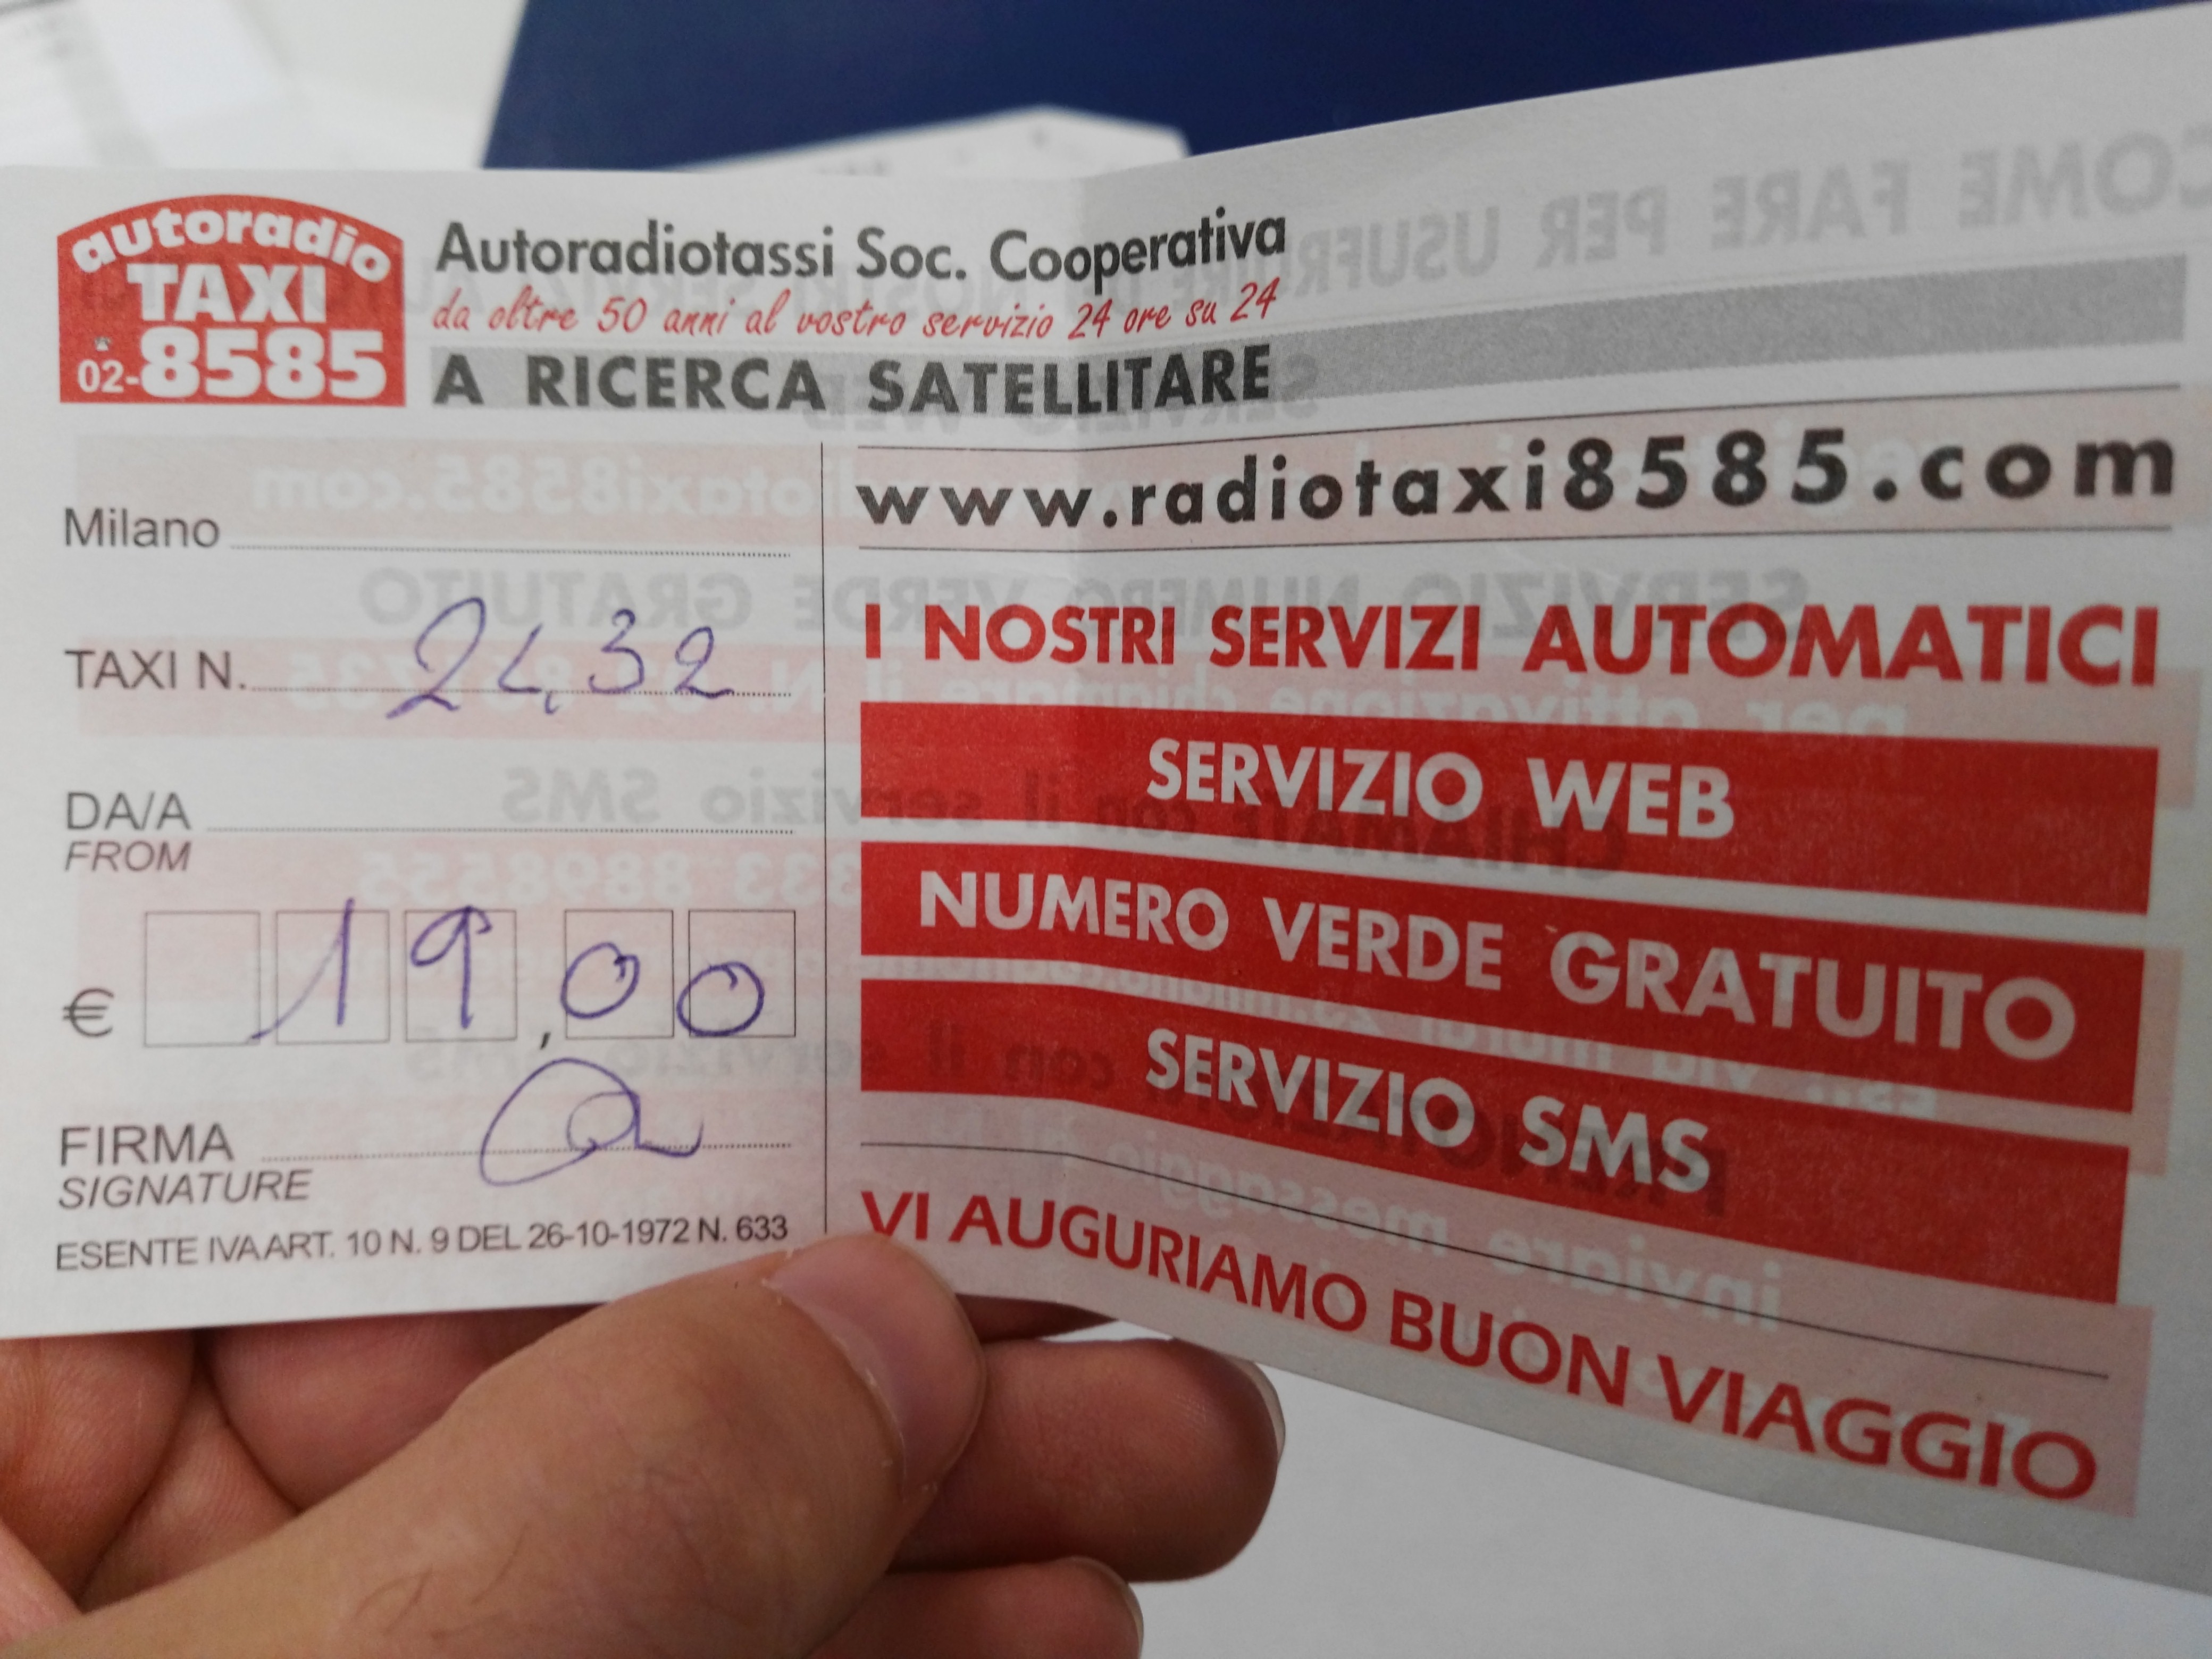 autoradio
TAXI
02-8585
Autoradiotassi Soc. Cooperativa
da oltre 50 anni al vostro servizio 24 ore su 24
A RICERCA SATELLITARE
Milano
TAXI N.
DA/A
FROM
€ 19,00
FIRMA
SIGNATURE
ESENTE IVA ART. 10 N. 9 DEL 26-10-1972 N. 633
www.radiotaxi8585.com
I NOSTRI SERVIZI AUTOMATICI
SERVIZIO WEB
NUMERO VERDE GRATUITO
SERVIZIO SMS
VI AUGURIAMO BUON VIAGGIO